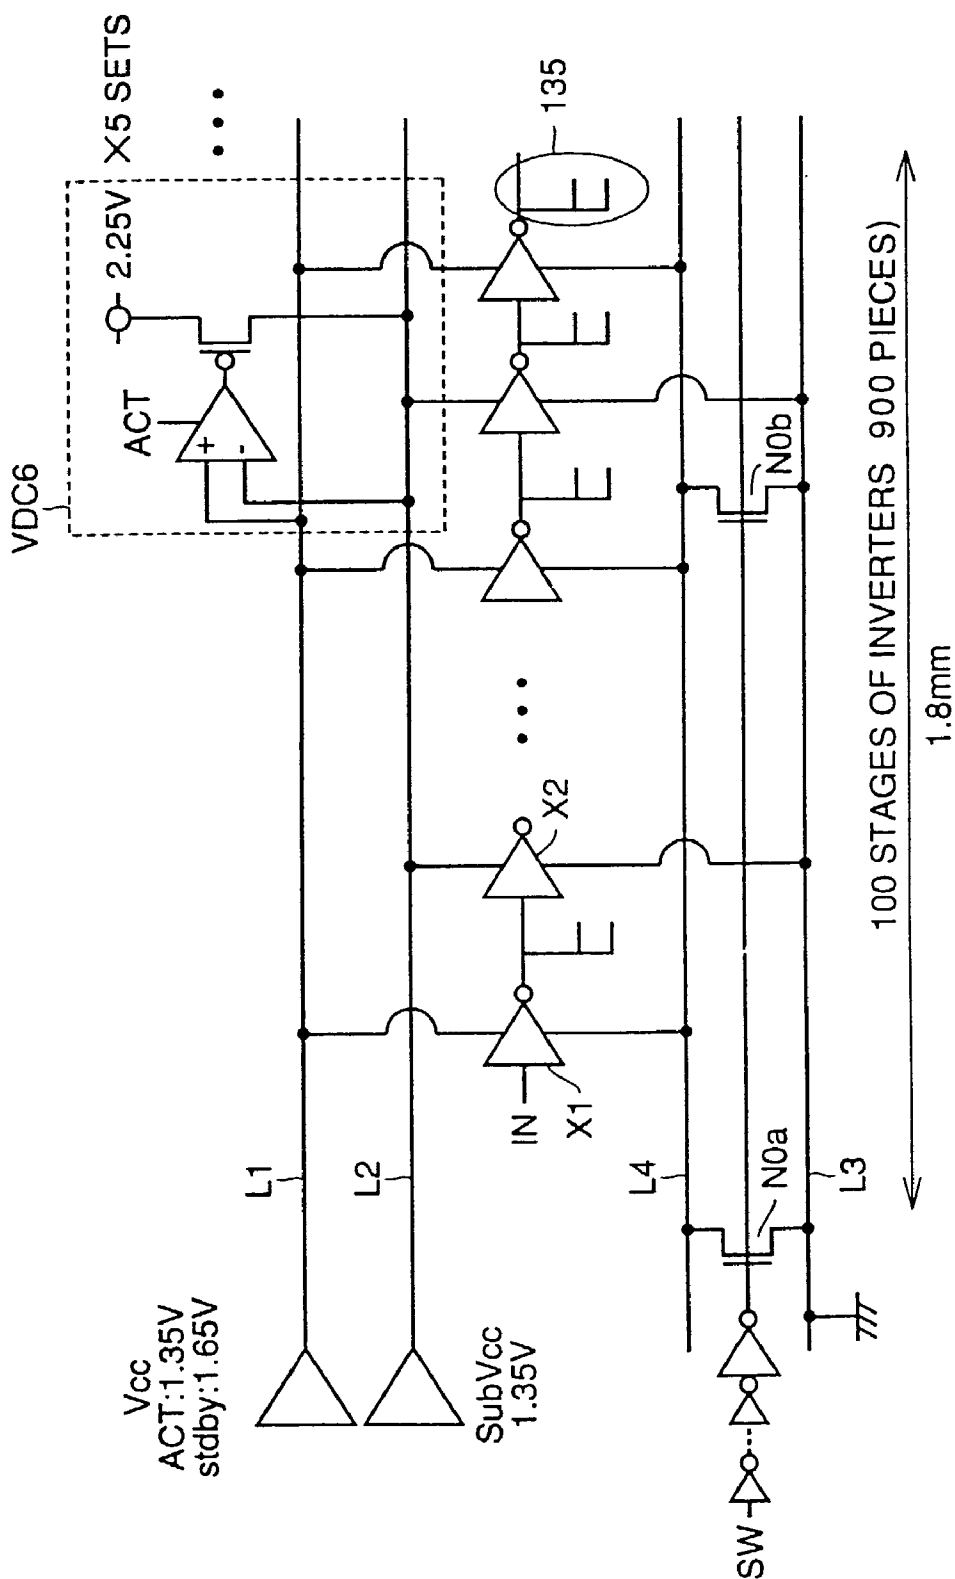 VDC6
ACT
2.25V
X5 SETS
+
-
Vcc
ACT:1.35V
stdby:1.65V
L1
L2
SubVcc
1.35V
IN
X1
X2
135
L4
N0a
N0b
L3
SW
100 STAGES OF INVERTERS 900 PIECES)
1.8mm